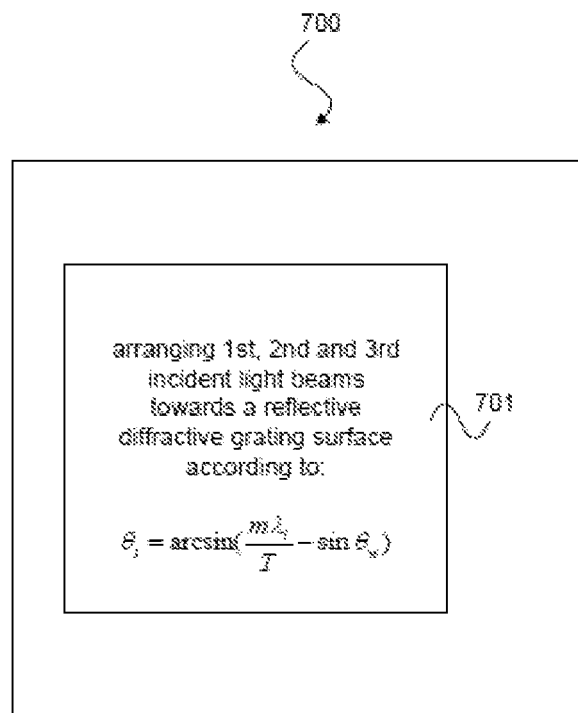 700
arranging 1st, 2nd and 3rd
incident light beams
towards a reflective
diffractive grating surface
according to:
701
θᵢ = arcsin(mλᵢ/T − sin θw)